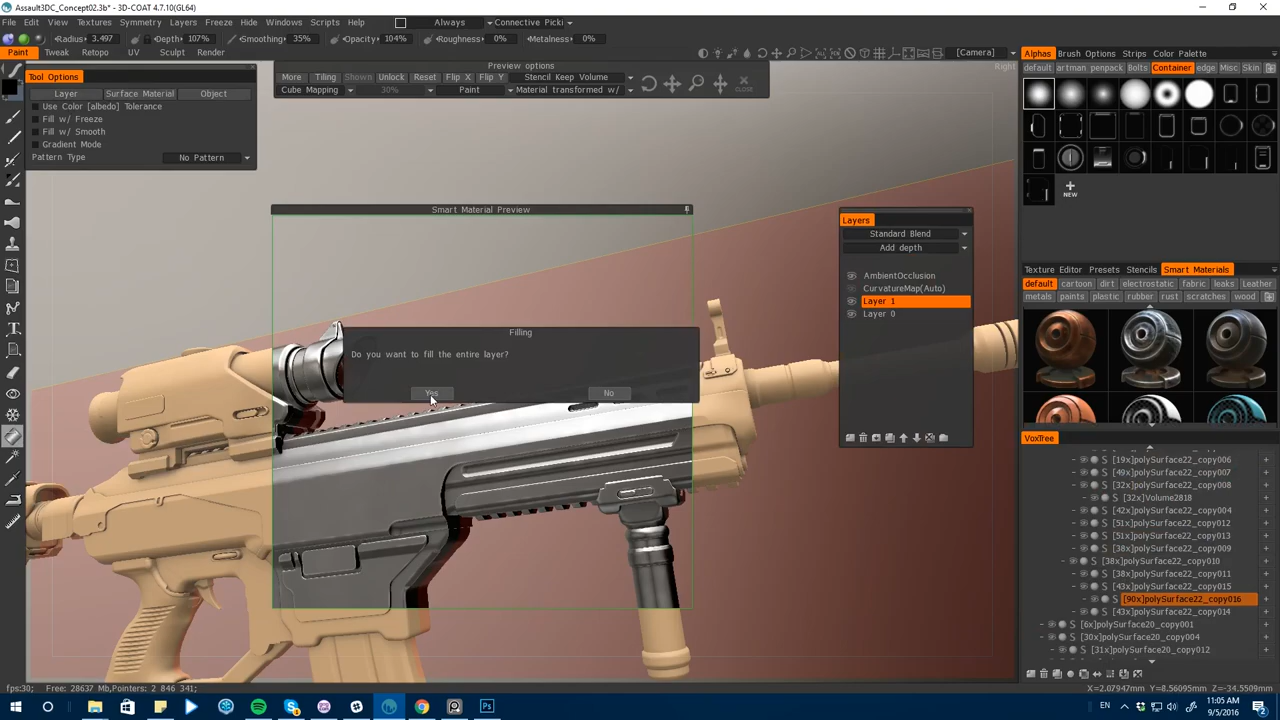 Assault3DC_Concept02.3b* - 3D-COAT 4.7.10(GL64)
File Edit View Textures Symmetry Layers Freeze Hide Windows Scripts Help Always Connective Picki
Radius: 3.497 Depth: 107% Smoothing: 35% Opacity: 104% Roughness: 0% Metalness: 0%
Paint Tweak Retopo UV Sculpt Render [Camera]
Tool Options
Layer Surface Material Object
Use Color [albedo] Tolerance
Fill w/ Freeze
Fill w/ Smooth
Gradient Mode
Pattern Type No Pattern
Preview options
More Tiling Shown Unlock Reset Flip X Flip Y Stencil Keep Volume
Cube Mapping 30% Paint Material transformed w/
CLOSE
Right
Smart Material Preview
Filling
Do you want to fill the entire layer?
Yes No
Layers
Standard Blend
Add depth
AmbientOcclusion
CurvatureMap(Auto)
Layer 1
Layer 0
Alphas Brush Options Strips Color Palette
default artman penpack Bolts Container edge Misc Skin
NEW
Texture Editor Presets Stencils Smart Materials
default cartoon dirt electrostatic fabric leaks Leather
metals paints plastic rubber rust scratches wood
VoxTree
S [19x]polySurface22_copy006 +
S [49x]polySurface22_copy007 +
S [32x]polySurface22_copy008 +
S [32x]Volume2818 +
S [42x]polySurface22_copy004 +
S [51x]polySurface22_copy012 +
S [51x]polySurface22_copy013 +
S [38x]polySurface22_copy009 +
S [38x]polySurface22_copy010 +
S [38x]polySurface22_copy011 +
S [43x]polySurface22_copy015 +
S [90x]polySurface22_copy016 +
S [43x]polySurface22_copy014 +
S [6x]polySurface20_copy001 +
S [30x]polySurface20_copy004 +
S [31x]polySurface20_copy012 +
fps:30; Free: 28637 Mb,Pointers: 2 846 341;
X=2.07947m Y=8.56095m Z=-34.5509m
EN
11:05 AM
9/5/2016